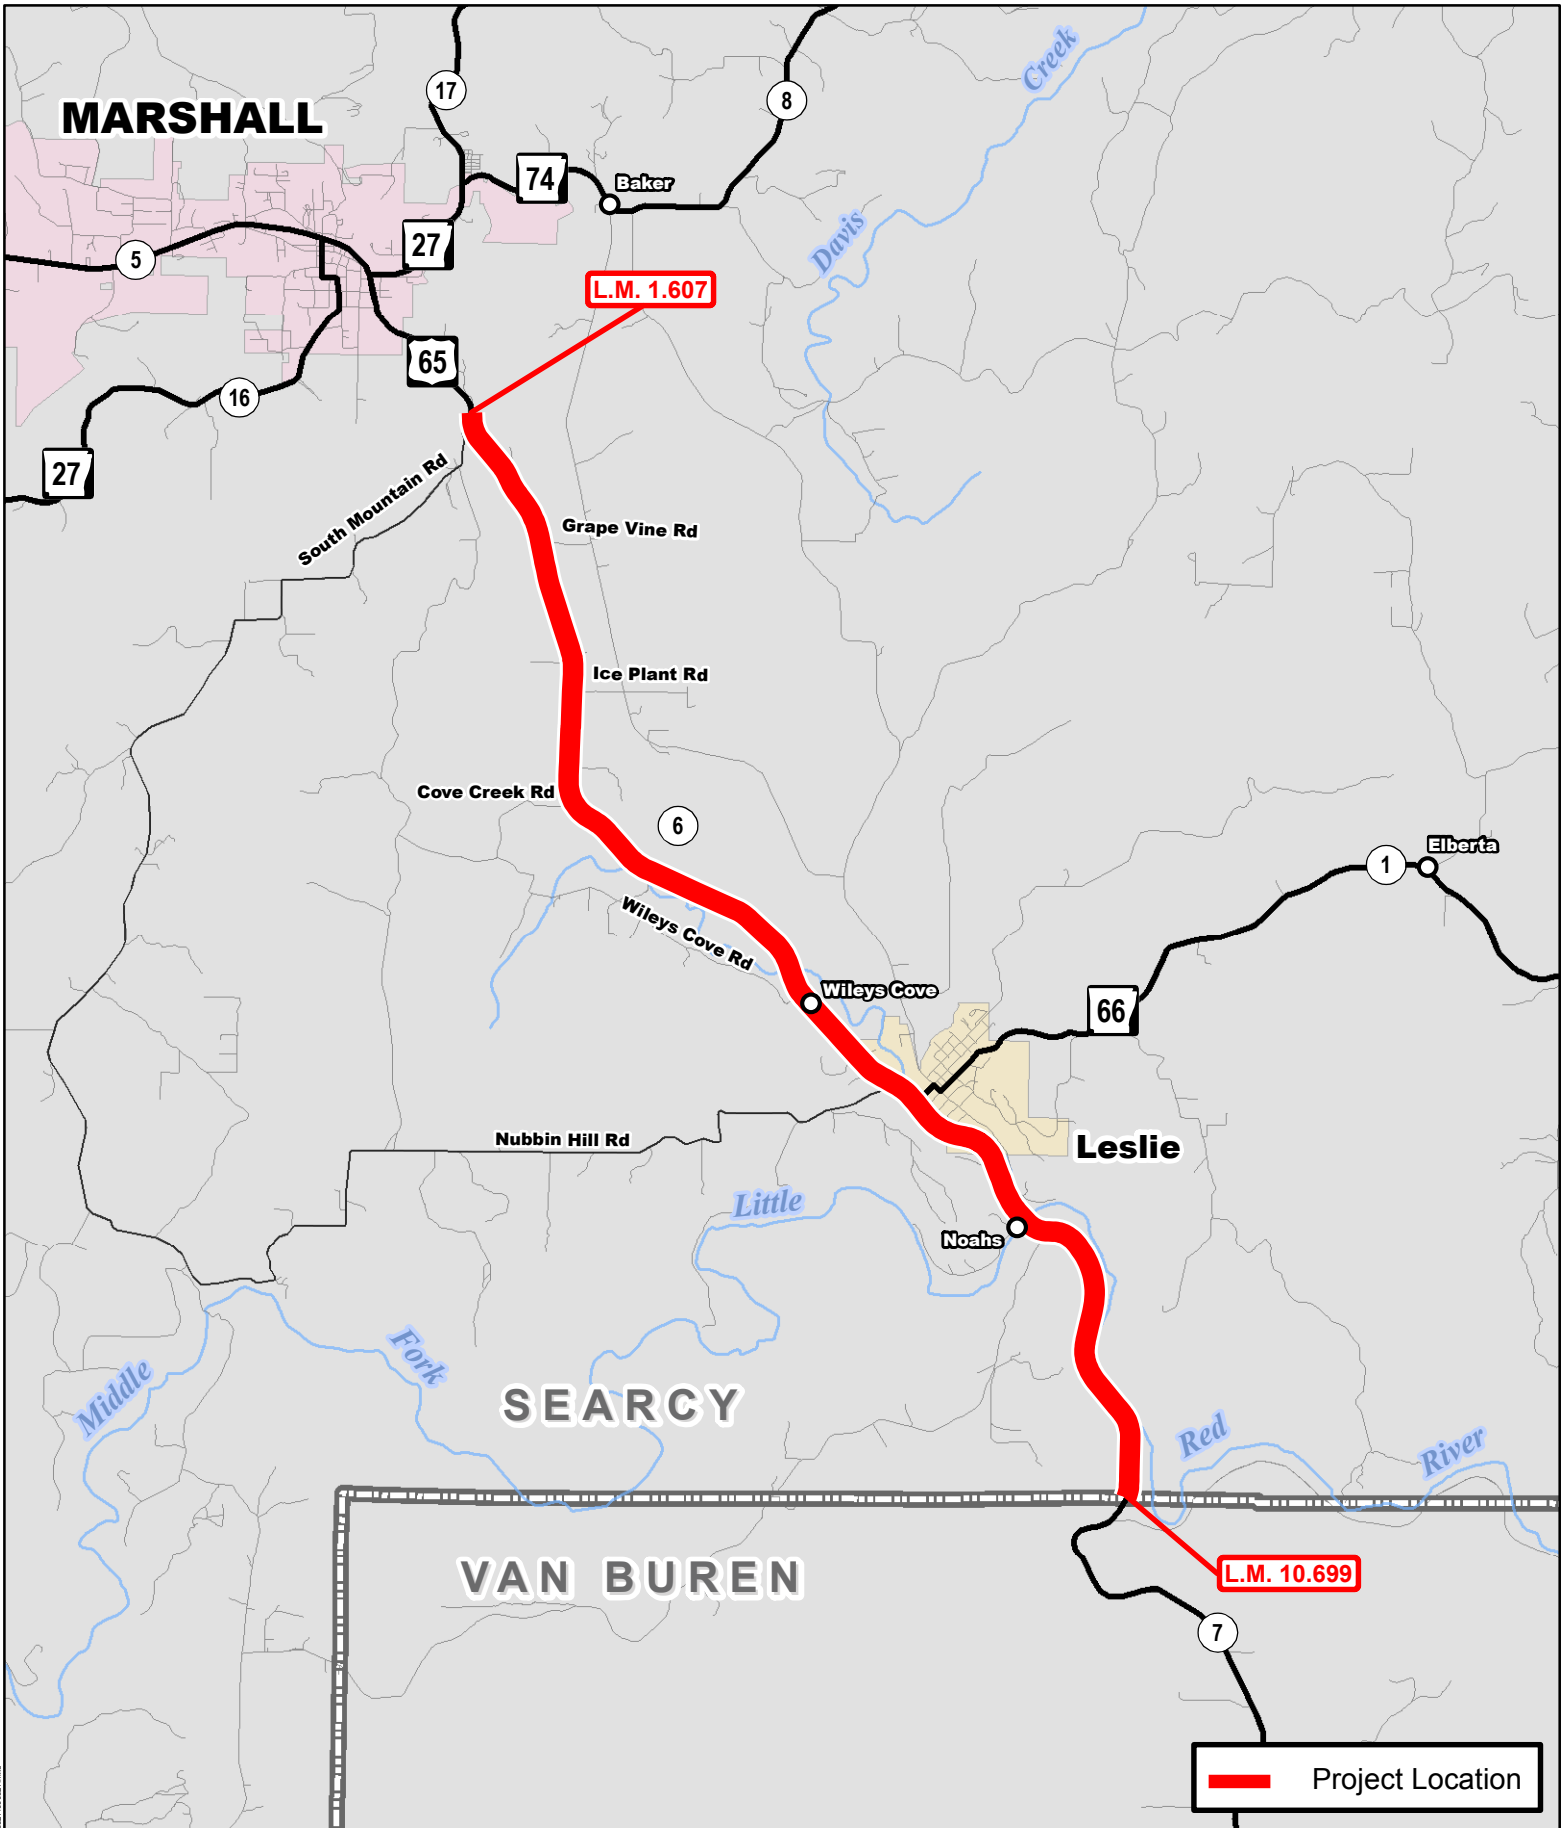 17
8
Creek
MARSHALL
74
Baker
Davis
27
5
L.M. 1.607
65
16
27
South Mountain Rd
Grape Vine Rd
Ice Plant Rd
Cove Creek Rd
6
Elberta
1
Wileys Cove Rd
Wileys Cove
66
Nubbin Hill Rd
Leslie
Little
Noahs
Fork
Middle
SEARCY
Red
River
VAN BUREN
L.M. 10.699
7
Project Location